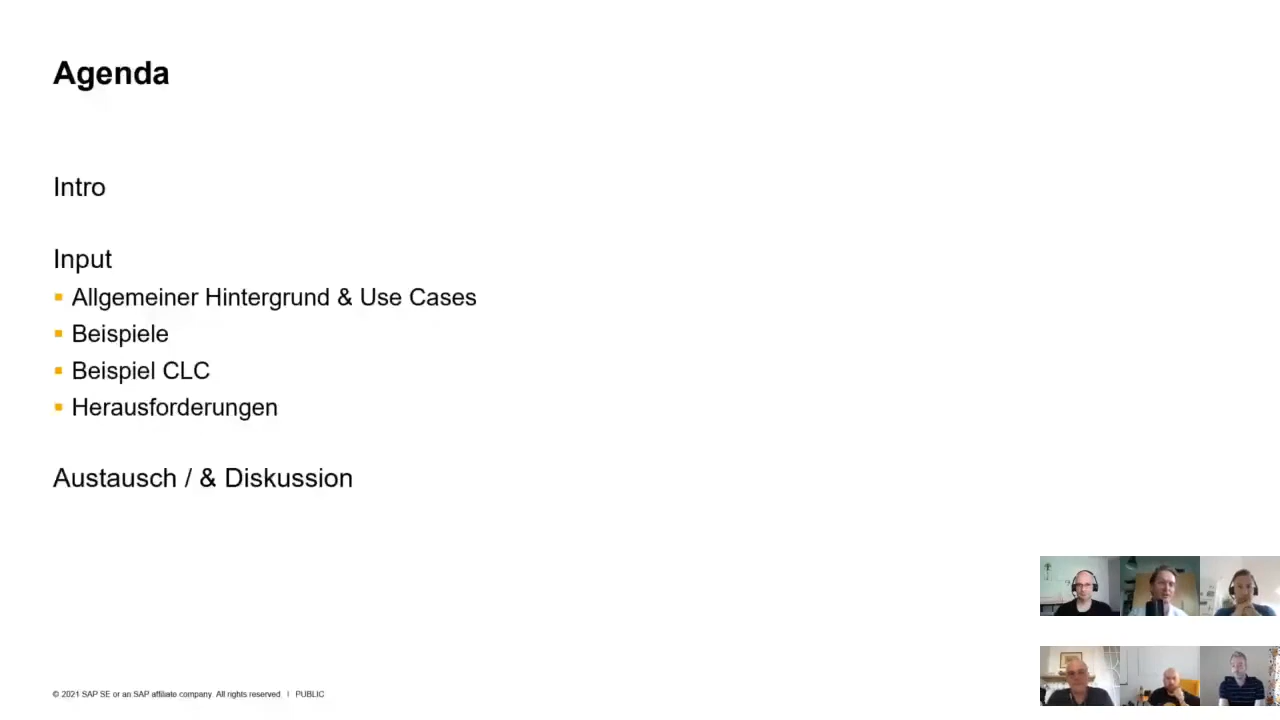 Agenda
Intro
Input
▪ Allgemeiner Hintergrund & Use Cases
▪ Beispiele
▪ Beispiel CLC
▪ Herausforderungen
Austausch / & Diskussion
© 2021 SAP SE or an SAP affiliate company. All rights reserved. | PUBLIC